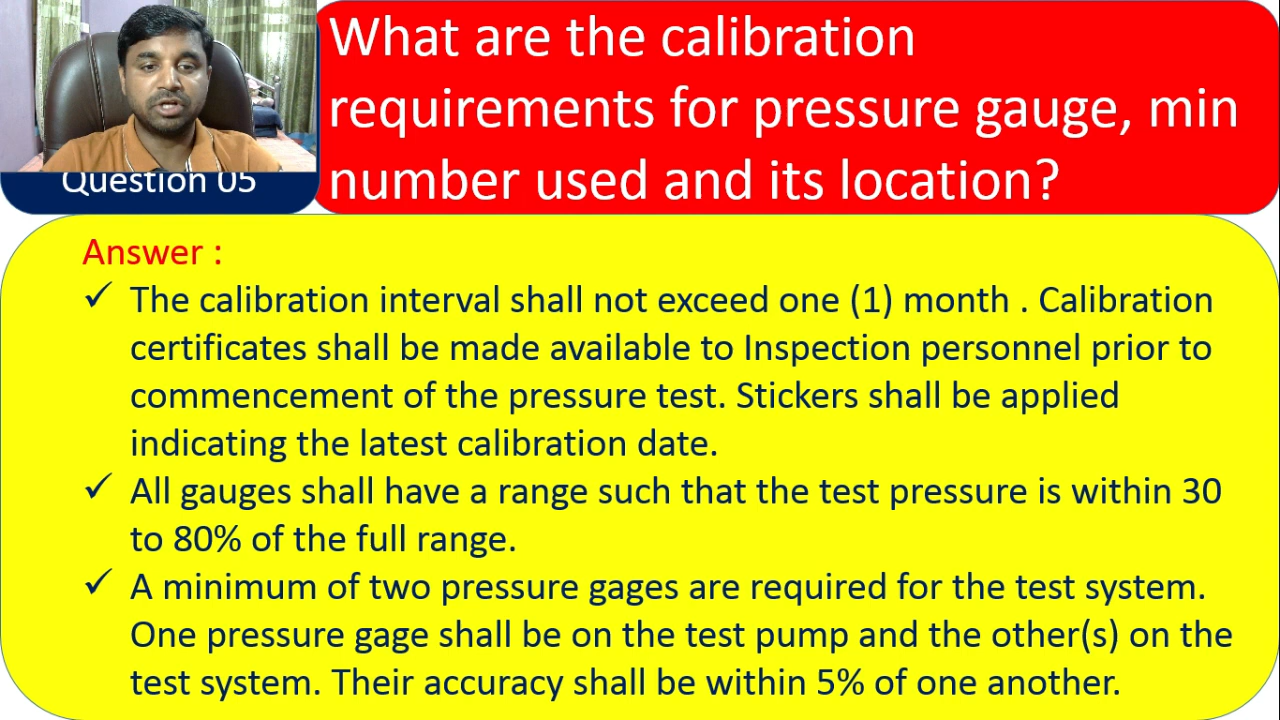 What are the calibration
requirements for pressure gauge, min
number used and its location?
Question 05
Answer :
✓ The calibration interval shall not exceed one (1) month . Calibration
certificates shall be made available to Inspection personnel prior to
commencement of the pressure test. Stickers shall be applied
indicating the latest calibration date.
✓ All gauges shall have a range such that the test pressure is within 30
to 80% of the full range.
✓ A minimum of two pressure gages are required for the test system.
One pressure gage shall be on the test pump and the other(s) on the
test system. Their accuracy shall be within 5% of one another.